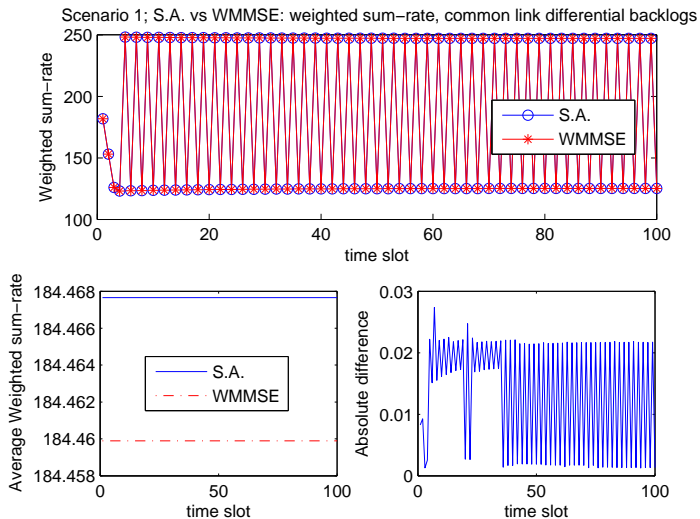 Scenario 1; S.A. vs WMMSE: weighted sum-rate, common link differential backlogs
Weighted sum-rate
250
200
150
100
0
20
40
60
80
100
time slot
S.A.
WMMSE
Average Weighted sum-rate
184.468
184.466
184.464
184.462
184.46
184.458
0
50
100
time slot
S.A.
WMMSE
Absolute difference
0.03
0.02
0.01
0
0
50
100
time slot